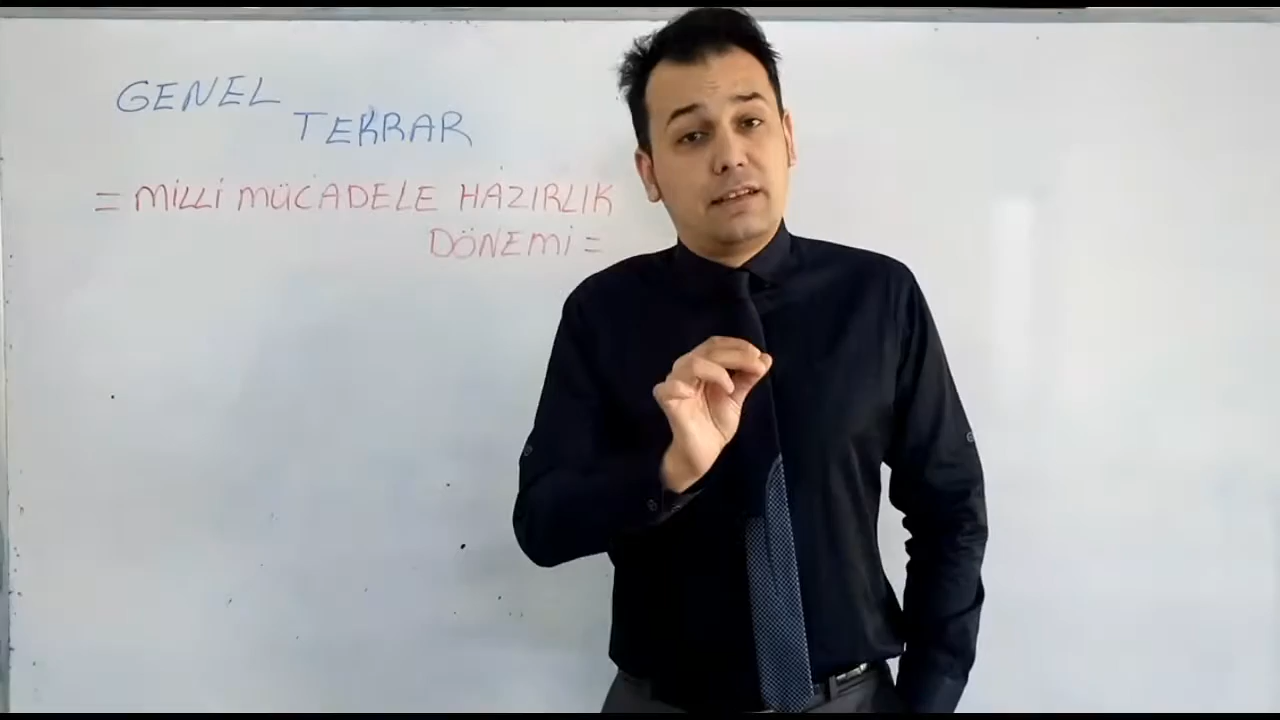 GENEL
TEKRAR
= MİLLİ MÜCADELE HAZIRLIK
DÖNEMİ =